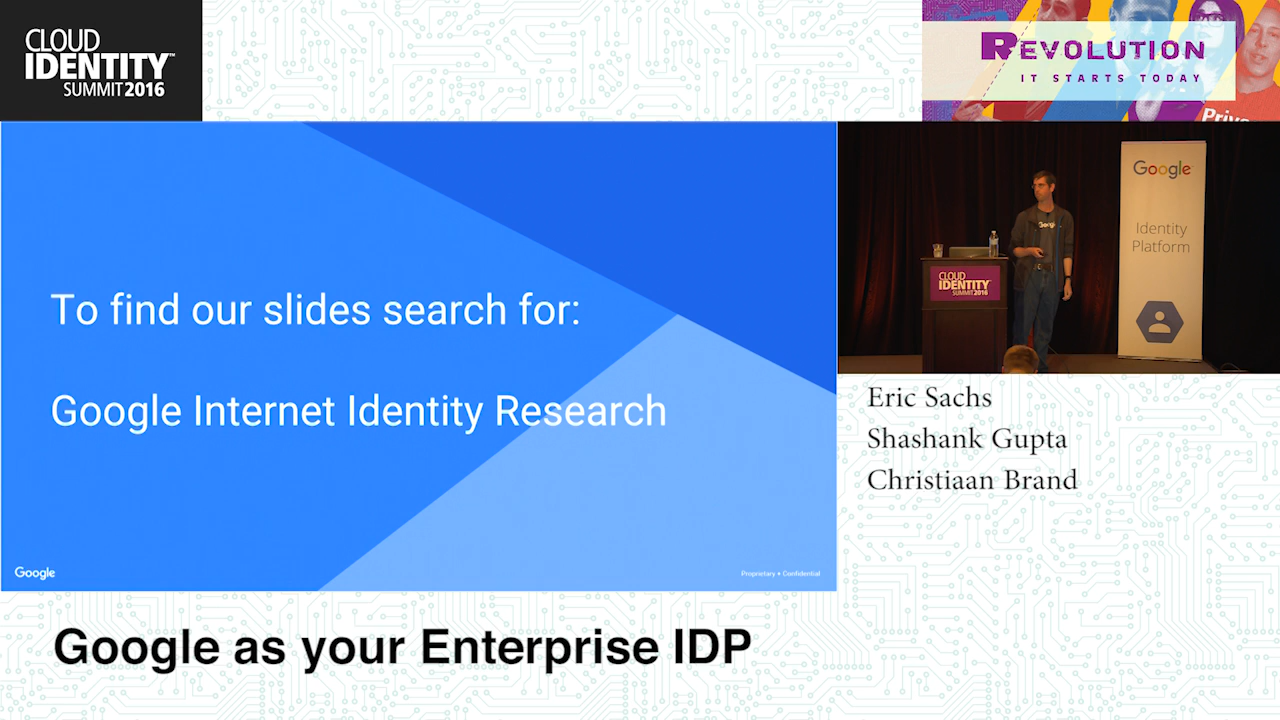 CLOUD
IDENTITY™
SUMMIT 2016
REVOLUTION
IT STARTS TODAY
To find our slides search for:
Google Internet Identity Research
Google
Proprietary + Confidential
Google
Google
Identity
Platform
CLOUD
IDENTITY
SUMMIT 2016
Eric Sachs
Shashank Gupta
Christiaan Brand
Google as your Enterprise IDP